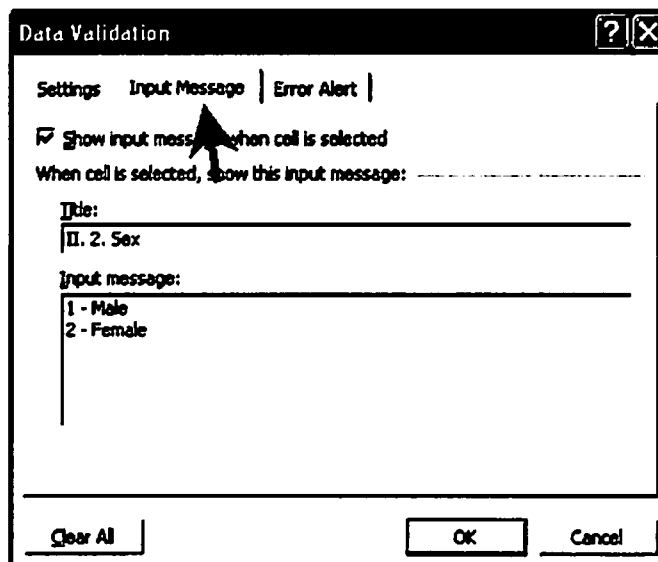 Data Validation
Settings Input Message Error Alert
Show input message when cell is selected
When cell is selected, show this input message:
Title:
II. 2. Sex
Input message:
1 - Male
2 - Female
Clear All OK Cancel